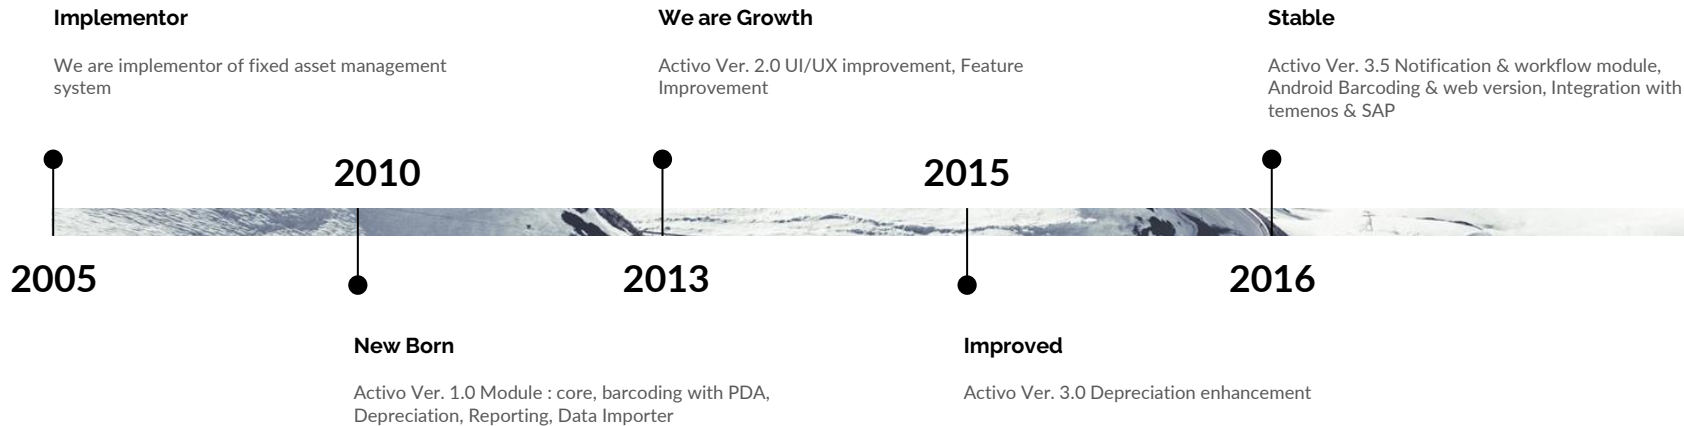 Implementor
We are implementor of fixed asset management
system
2005
2010
New Born
Activo Ver. 1.0 Module : core, barcoding with PDA,
Depreciation, Reporting, Data Importer
We are Growth
Activo Ver. 2.0 UI/UX improvement, Feature
Improvement
2013
2015
Improved
Activo Ver. 3.0 Depreciation enhancement
Stable
Activo Ver. 3.5 Notification & workflow module,
Android Barcoding & web version, Integration with
temenos & SAP
2016